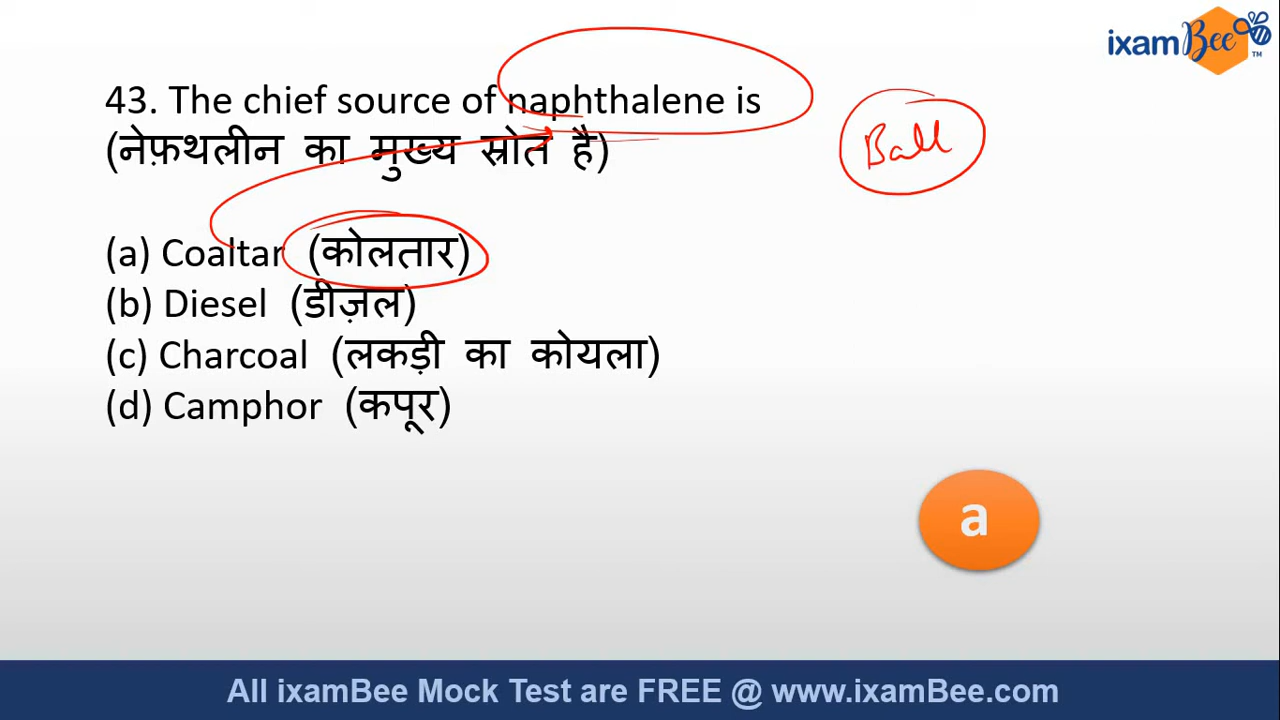 ixamBee
TM
43. The chief source of naphthalene is
(नेफ़थलीन का मुख्य स्रोत है)
Ball
(a) Coaltar (कोलतार)
(b) Diesel (डीज़ल)
(c) Charcoal (लकड़ी का कोयला)
(d) Camphor (कपूर)
a
All ixamBee Mock Test are FREE @ www.ixamBee.com